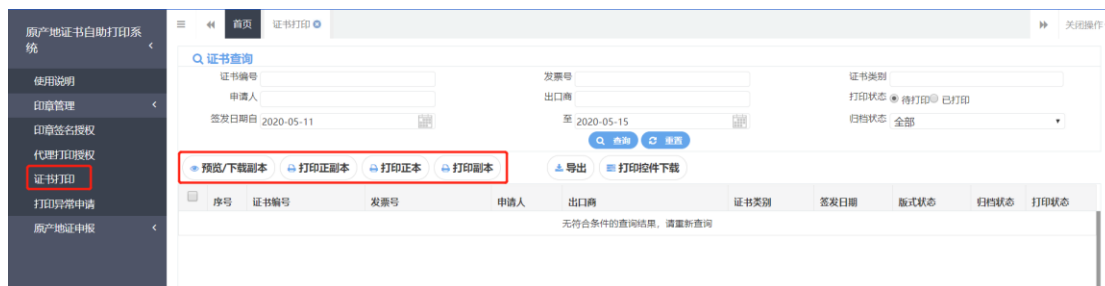 原产地证书自助打印系
统
使用说明
印章管理
印章签名授权
代理打印授权
证书打印
打印异常申请
原产地证申报
首页 证书打印 关闭操作
证书查询
证书编号 发票号 证书类别
申请人 出口商 打印状态 待打印 已打印
签发日期自 2020-05-11 至 2020-05-15 归档状态 全部
查询 重置
预览/下载副本 打印正副本 打印正本 打印副本 导出 打印控件下载
序号 证书编号 发票号 申请人 出口商 证书类别 签发日期 版式状态 归档状态 打印状态
无符合条件的查询结果，请重新查询